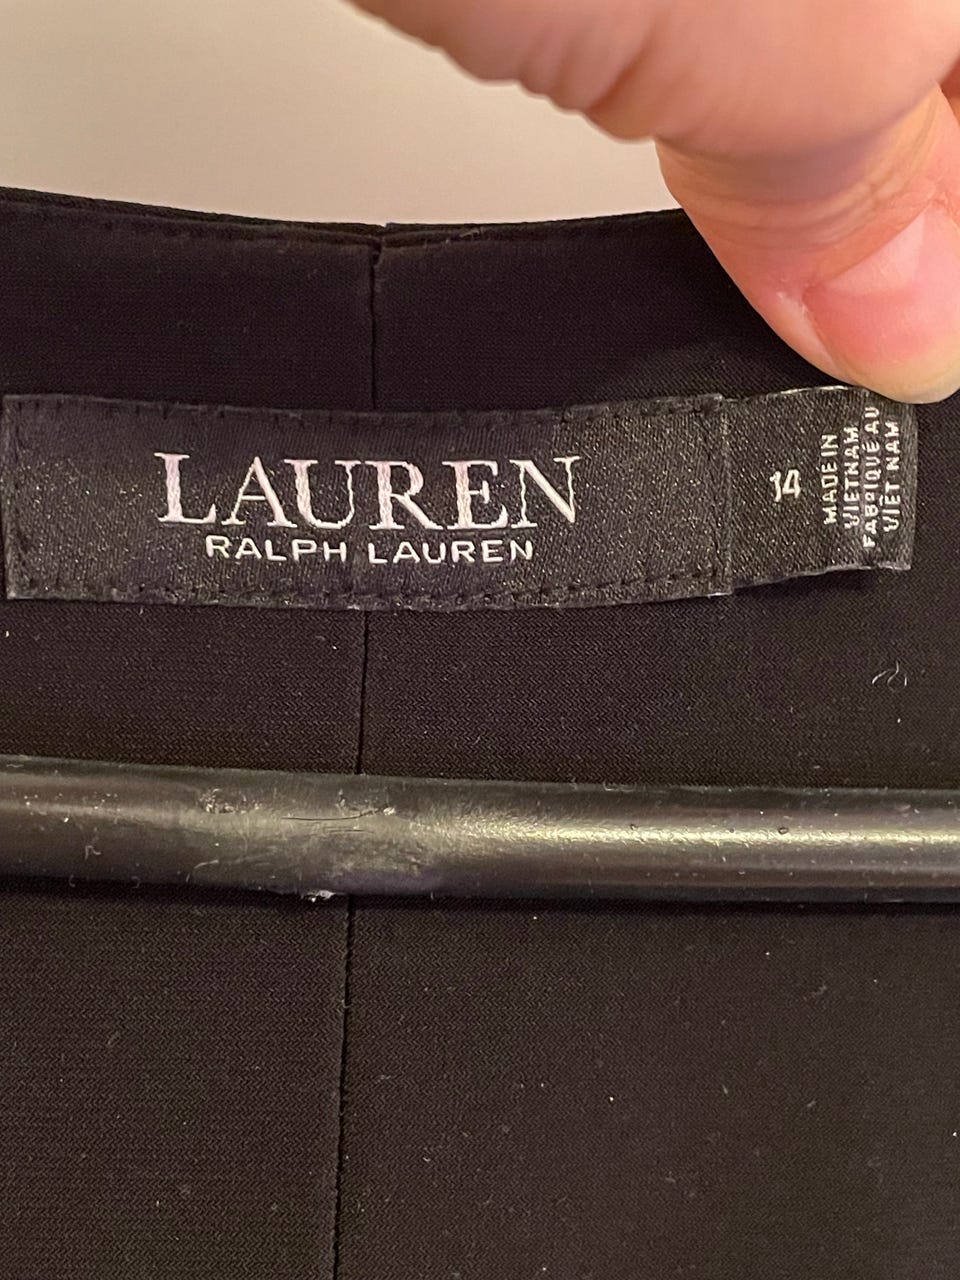 LAUREN
RALPH LAUREN
14
MADE IN
VIETNAM
FABRIQUE AU
VIET NAM